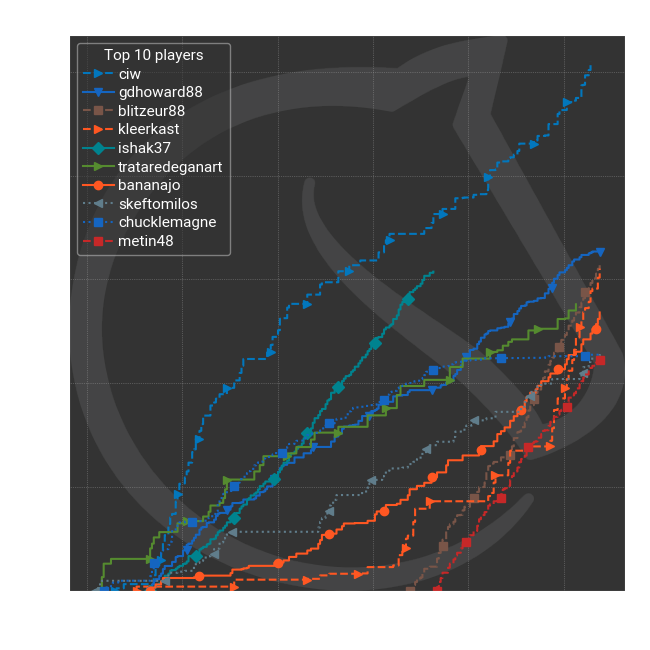 Top 10 players
ciw
gdhoward88
blitzeur88
kleerkast
ishak37
trataredeganart
bananajo
skeftomilos
chucklemagne
metin48